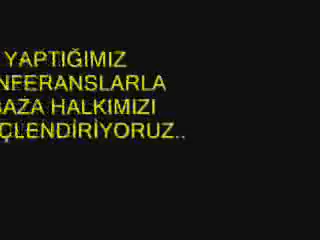 YAPTIĞIMIZ
NFERANSLARLA
BAZA HALKIMIZI
ÇLENDİRİYORUZ..